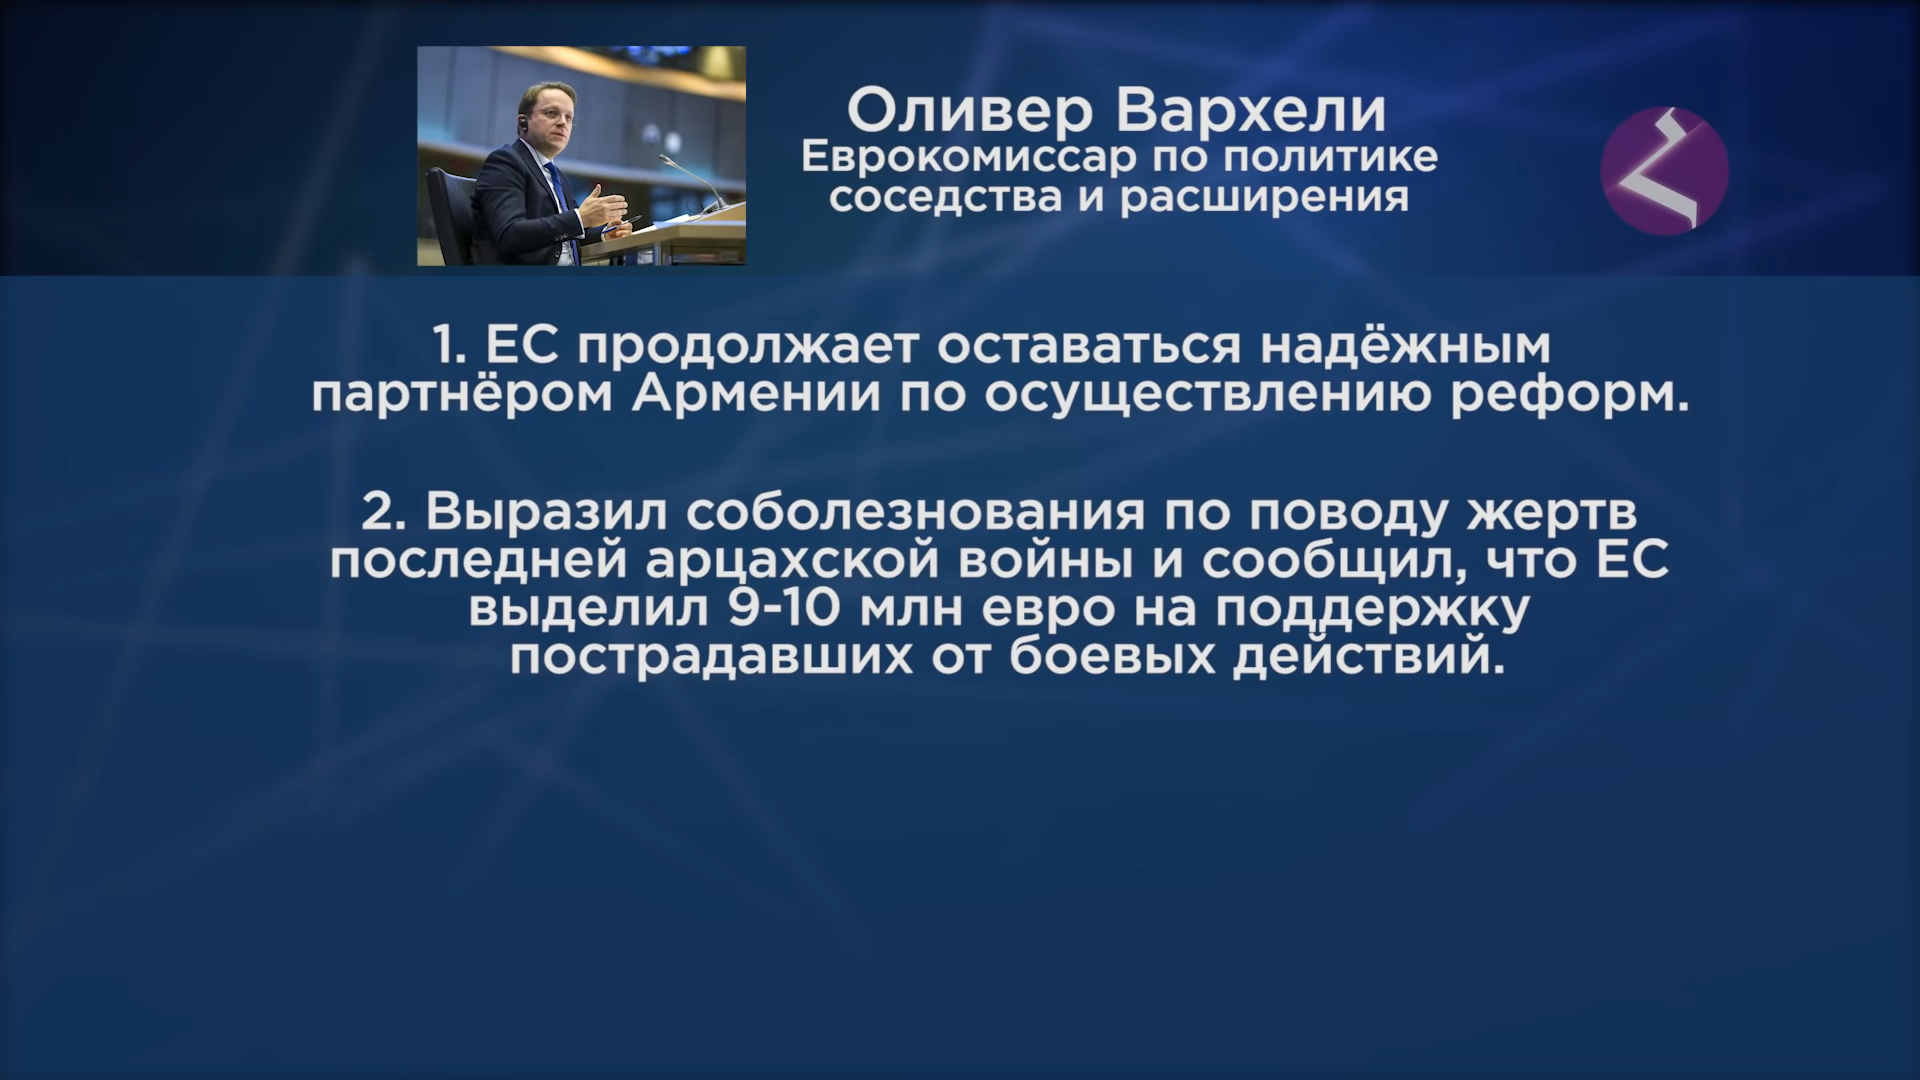 Оливер Вархели
Еврокомиссар по политике
соседства и расширения
1. ЕС продолжает оставаться надёжным
партнёром Армении по осуществлению реформ.
2. Выразил соболезнования по поводу жертв
последней арцахской войны и сообщил, что ЕС
выделил 9-10 млн евро на поддержку
пострадавших от боевых действий.